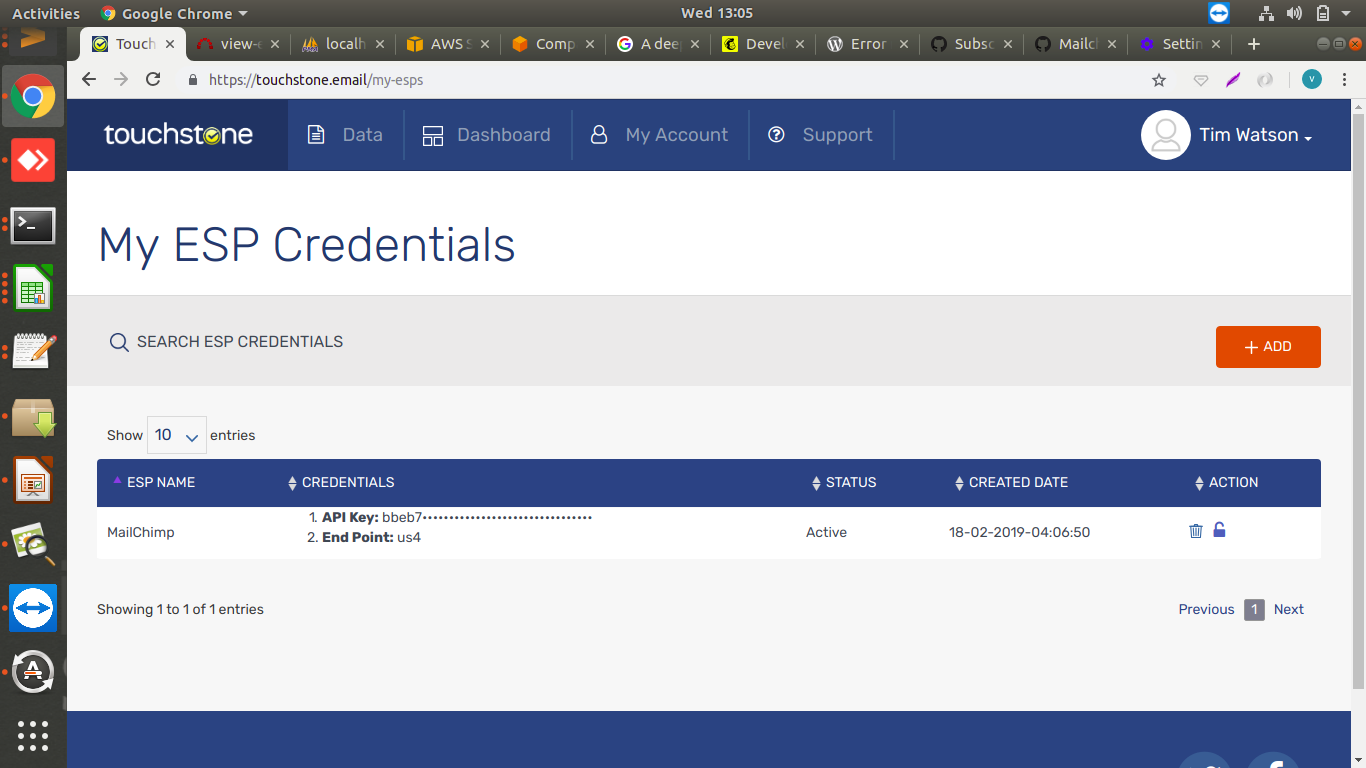 Activities Google Chrome Wed 13:05
Touch view- localh AWS S Comp A dee Devel Error Subsc Mailc Settin
https://touchstone.email/my-esps V
touchstone Data Dashboard My Account Support Tim Watson
My ESP Credentials
SEARCH ESP CREDENTIALS + ADD
Show 10 entries
ESP NAME CREDENTIALS STATUS CREATED DATE ACTION
1. API Key: bbeb7••••••••••••••••••••••••••••••••
MailChimp Active 18-02-2019-04:06:50
2. End Point: us4
Showing 1 to 1 of 1 entries Previous 1 Next